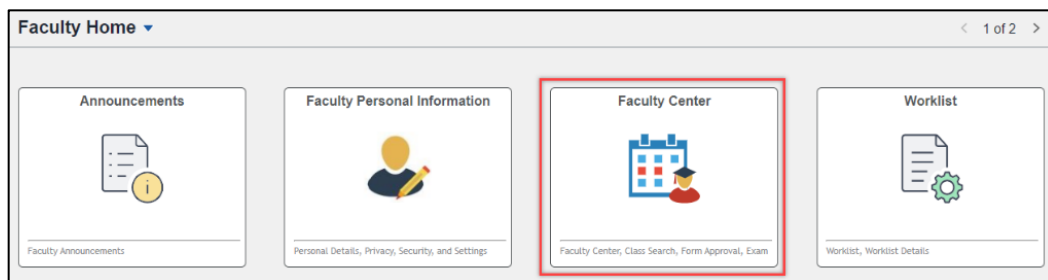 Faculty Home
1 of 2
Announcements
Faculty Announcements
Faculty Personal Information
Personal Details, Privacy, Security, and Settings
Faculty Center
Faculty Center, Class Search, Form Approval, Exam
Worklist
Worklist, Worklist Details